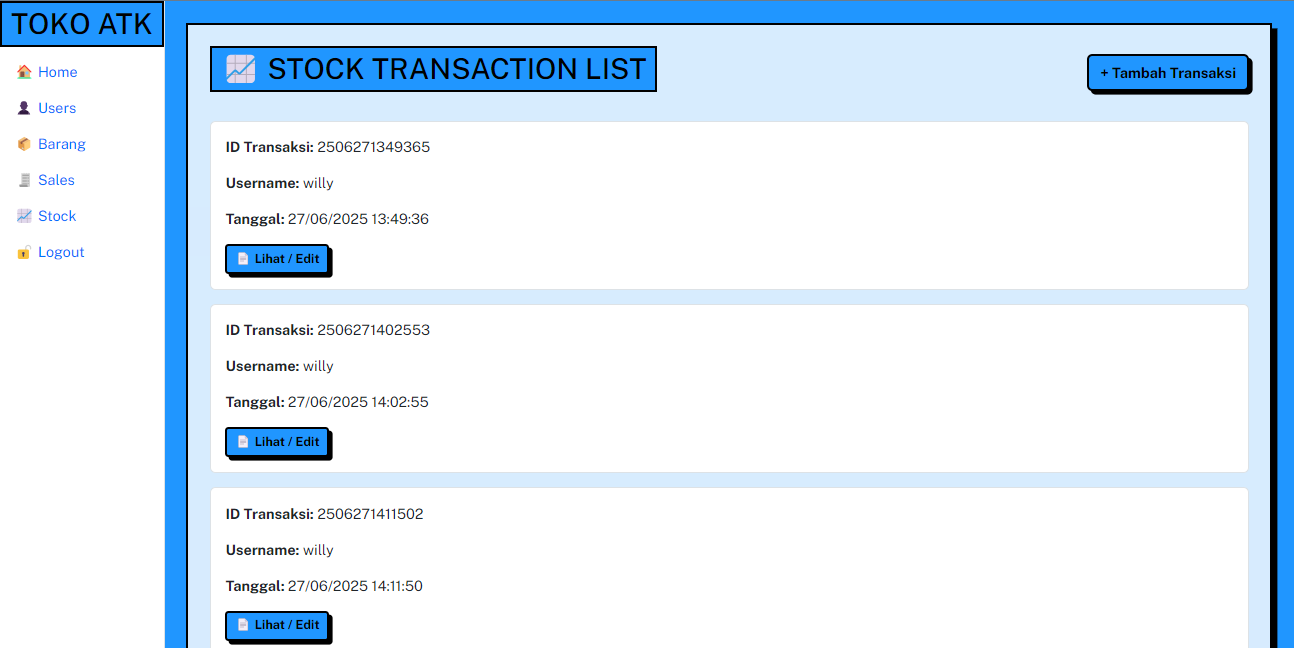 TOKO ATK
Home
Users
Barang
Sales
Stock
Logout
STOCK TRANSACTION LIST
+ Tambah Transaksi
ID Transaksi: 2506271349365
Username: willy
Tanggal: 27/06/2025 13:49:36
Lihat / Edit
ID Transaksi: 2506271402553
Username: willy
Tanggal: 27/06/2025 14:02:55
Lihat / Edit
ID Transaksi: 2506271411502
Username: willy
Tanggal: 27/06/2025 14:11:50
Lihat / Edit